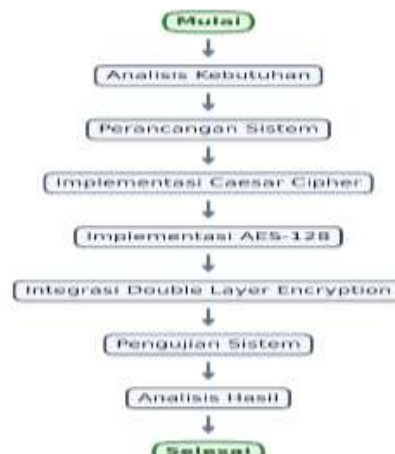 Mulai
Analisis Kebutuhan
Perancangan Sistem
Implementasi Caesar Cipher
Implementasi AES-128
Integrasi Double Layer Encryption
Pengujian Sistem
Analisis Hasil
Selesai